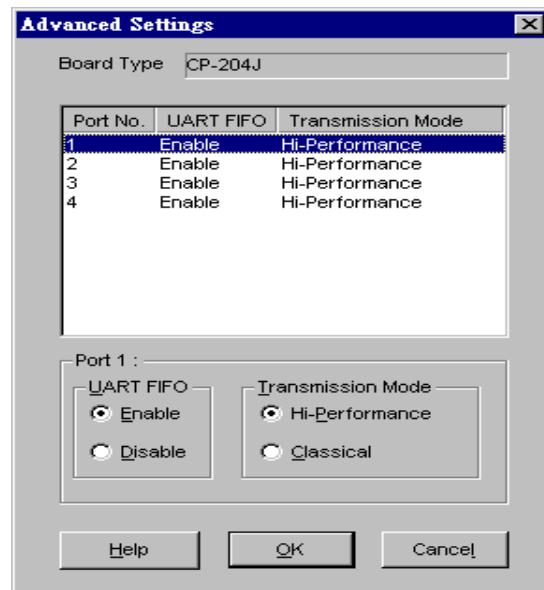 Advanced Settings
Board Type CP-204J
Port No. UART FIFO Transmission Mode
1 Enable Hi-Performance
2 Enable Hi-Performance
3 Enable Hi-Performance
4 Enable Hi-Performance
Port 1 :
UART FIFO Transmission Mode
Enable Hi-Performance
Disable Classical
Help OK Cancel